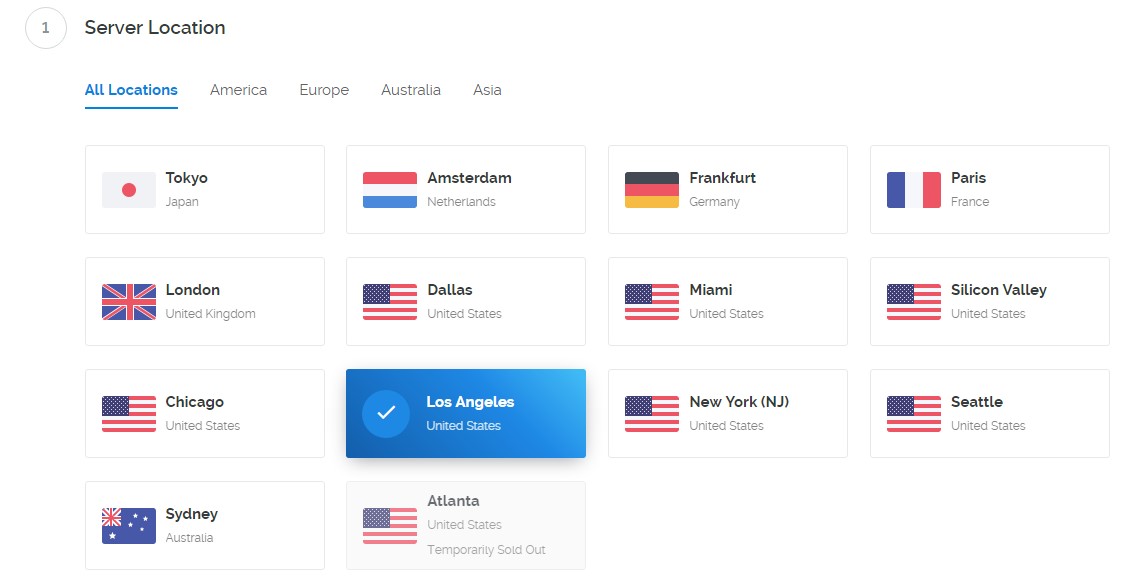 1
Server Location
All Locations America Europe Australia Asia
Tokyo
Japan
Amsterdam
Netherlands
Frankfurt
Germany
Paris
France
London
United Kingdom
Dallas
United States
Miami
United States
Silicon Valley
United States
Chicago
United States
Los Angeles
United States
New York (NJ)
United States
Seattle
United States
Sydney
Australia
Atlanta
United States
Temporarily Sold Out